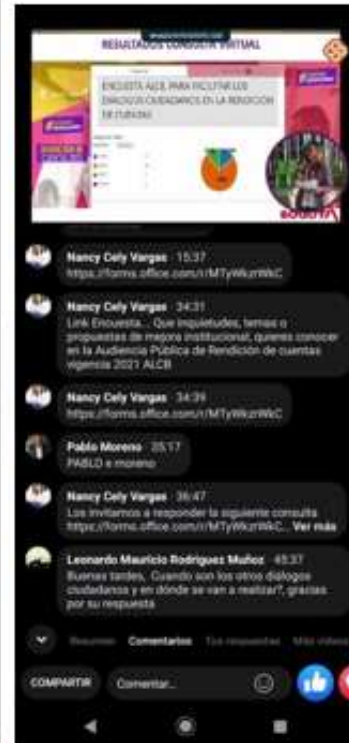 RESULTADOS CONSULTA VIRTUAL
ENCUESTA ALCB PARA FACILITAR LOS
DIÁLOGOS CIUDADANOS EN LA RENDICIÓN
DE CUENTAS
BOGOTÁ
Nancy Cely Vargas 15:37
https://forms.office.com/r/MTyWkzrWkC
Nancy Cely Vargas 34:31
Link Encuesta... Que inquietudes, temas o
propuestas de mejora institucional, quieres conocer
en la Audiencia Pública de Rendición de cuentas
vigencia 2021 ALCB
Nancy Cely Vargas 34:39
https://forms.office.com/r/MTyWkzrWkC
Pablo Moreno 35:17
PABLO e moreno
Nancy Cely Vargas 36:47
Los invitamos a responder la siguiente consulta
https://forms.office.com/r/MTyWkzrWkC... Ver más
Leonardo Mauricio Rodriguez Muñoz 45:37
Buenas tardes, Cuando son los otros diálogos
ciudadanos y en dónde se van a realizar?, gracias
por su respuesta
Resumen Comentarios Tus respuestas Más videos
COMPARTIR Comentar...